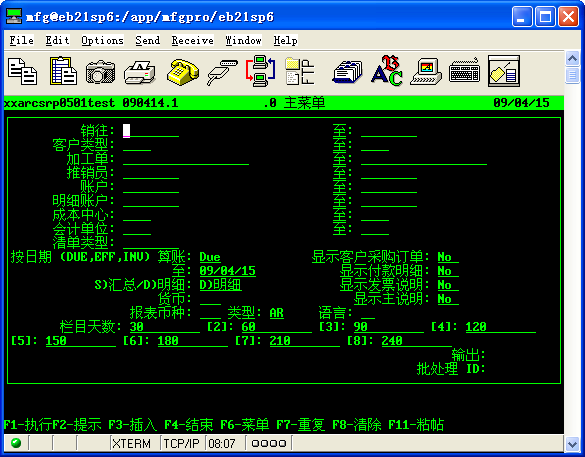 mfg@eb21sp6:/app/mfgpro/eb21sp6
File Edit Options Send Receive Window Help
xxarcsrp0501test 090414.1 .0 主菜单 09/04/15
销往: 至:
客户类型: 至:
加工单: 至:
推销员: 至:
账户: 至:
明细账户: 至:
成本中心: 至:
会计单位: 至:
清单类型: 至:
按日期 (DUE,EFF,INV) 算账: Due 显示客户采购订单: No
至: 09/04/15 显示付款明细: No
S)汇总/D)明细: D)明细 显示发票说明: No
货币: 显示主说明: No
报表币种: 类型: AR 语言:
栏目天数: 30 [2]: 60 [3]: 90 [4]: 120
[5]: 150 [6]: 180 [7]: 210 [8]: 240
输出:
批处理 ID:
F1-执行F2-提示 F3-插入 F4-结束 F6-菜单 F7-重复 F8-清除 F11-粘帖
XTERM TCP/IP 08:07